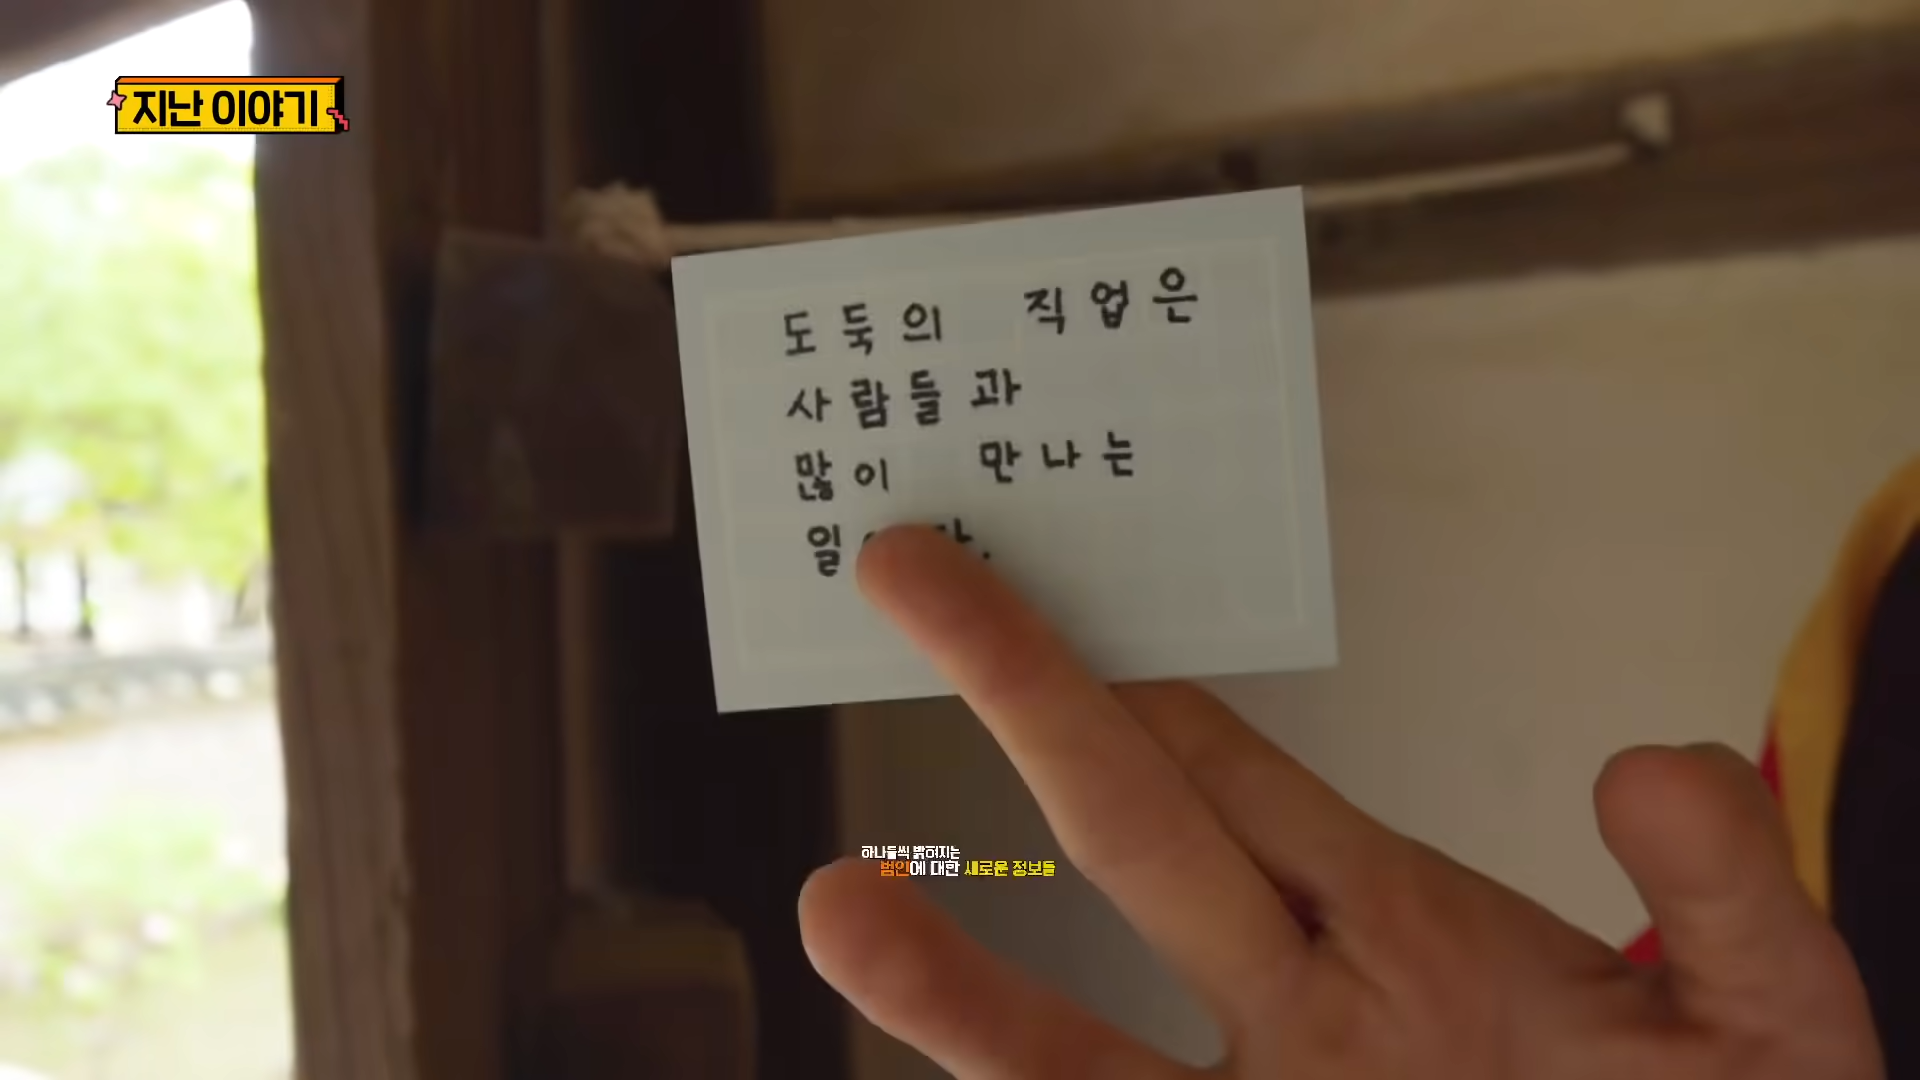 지난 이야기
도둑의 직업은
사람들과
많이 만나는
하나둘씩 밝혀지는
범인에 대한 새로운 정보들